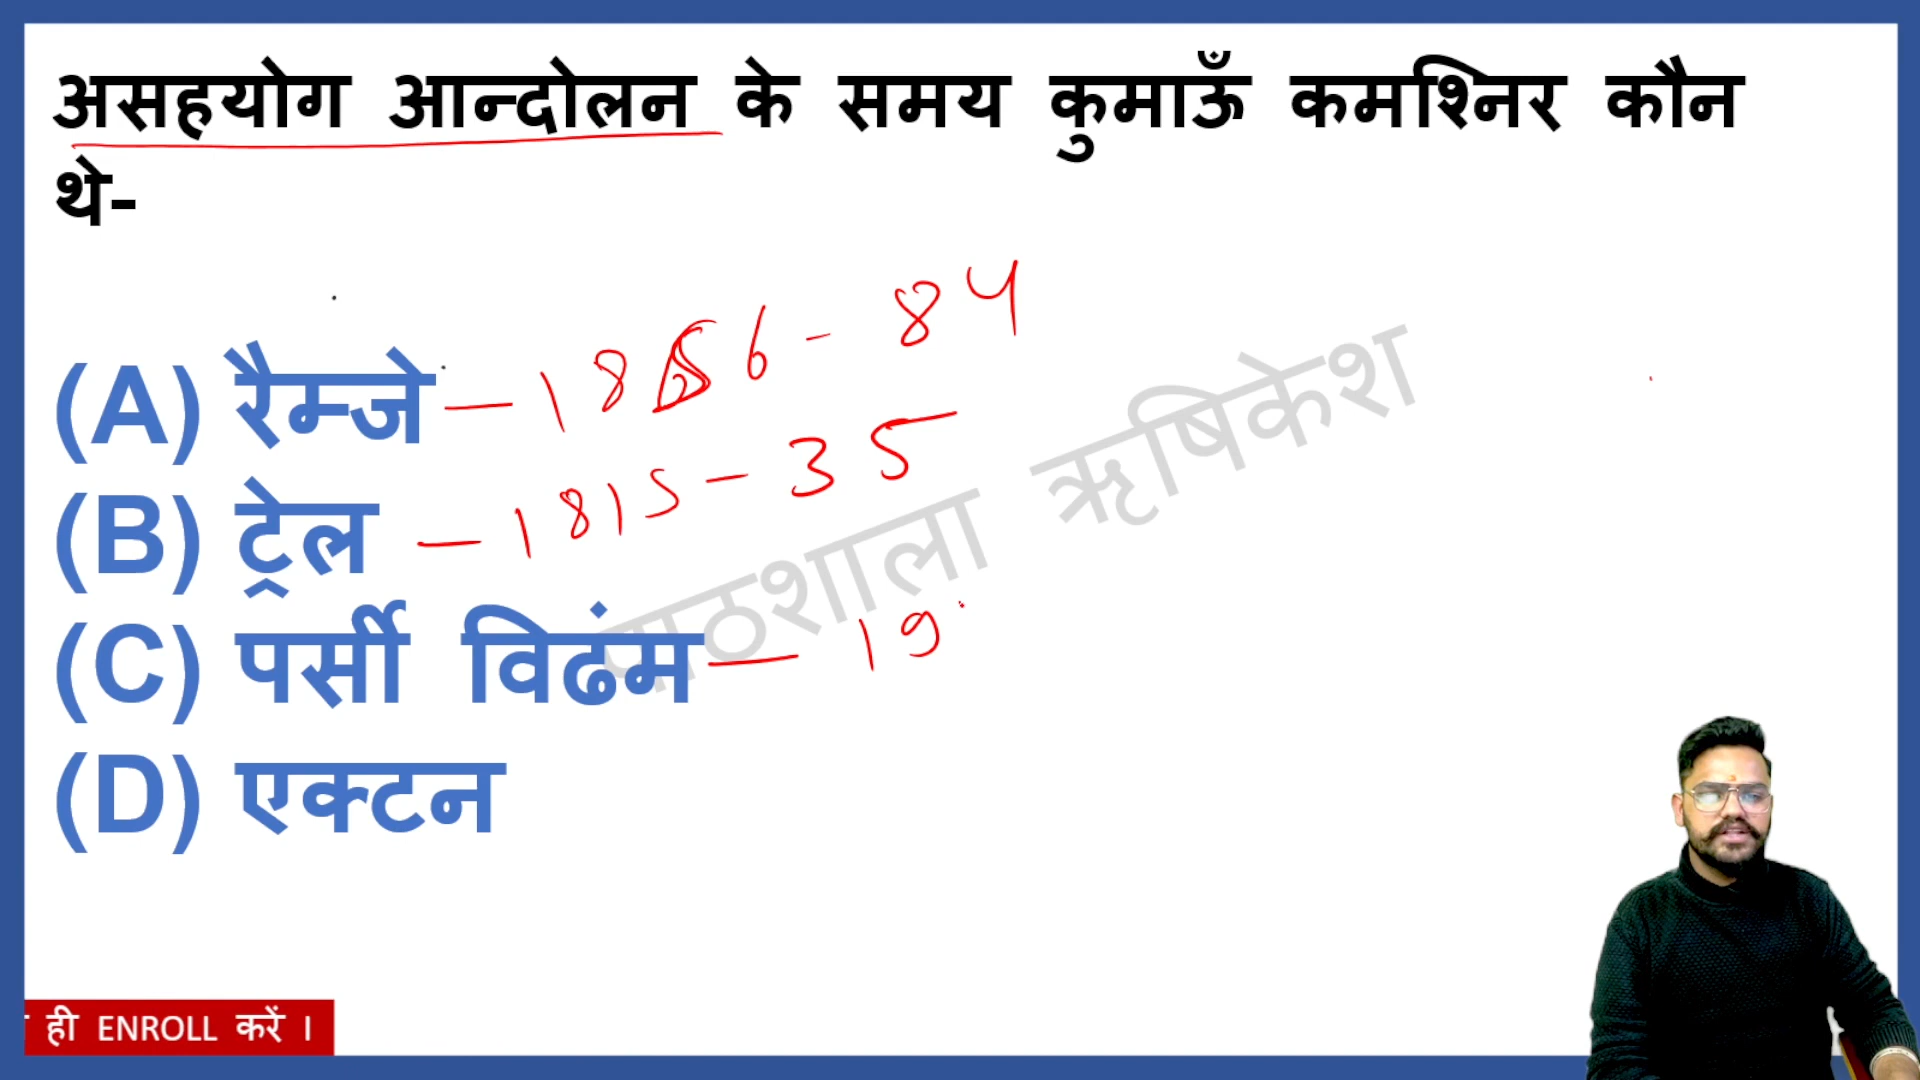 असहयोग आन्दोलन के समय कुमाऊँ कमश्निर कौन
थे-
(A) रैम्जे – 1856 - 84
(B) ट्रेल – 1815 - 35
(C) पर्सी विढंम – 19
(D) एक्टन
पाठशाला ऋषिकेश
ही ENROLL करें ।